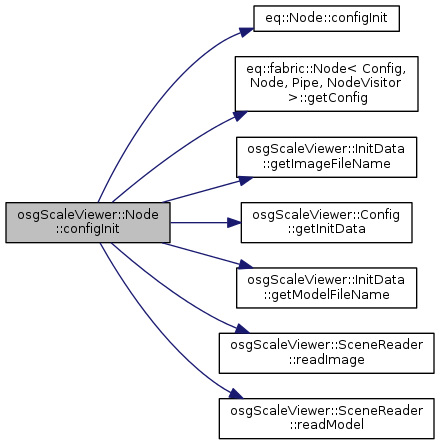 eq::Node::configInit
eq::fabric::Node< Config,
Node, Pipe, NodeVisitor
>::getConfig
osgScaleViewer::InitData
::getImageFileName
osgScaleViewer::Node
::configInit
osgScaleViewer::Config
::getInitData
osgScaleViewer::InitData
::getModelFileName
osgScaleViewer::SceneReader
::readImage
osgScaleViewer::SceneReader
::readModel